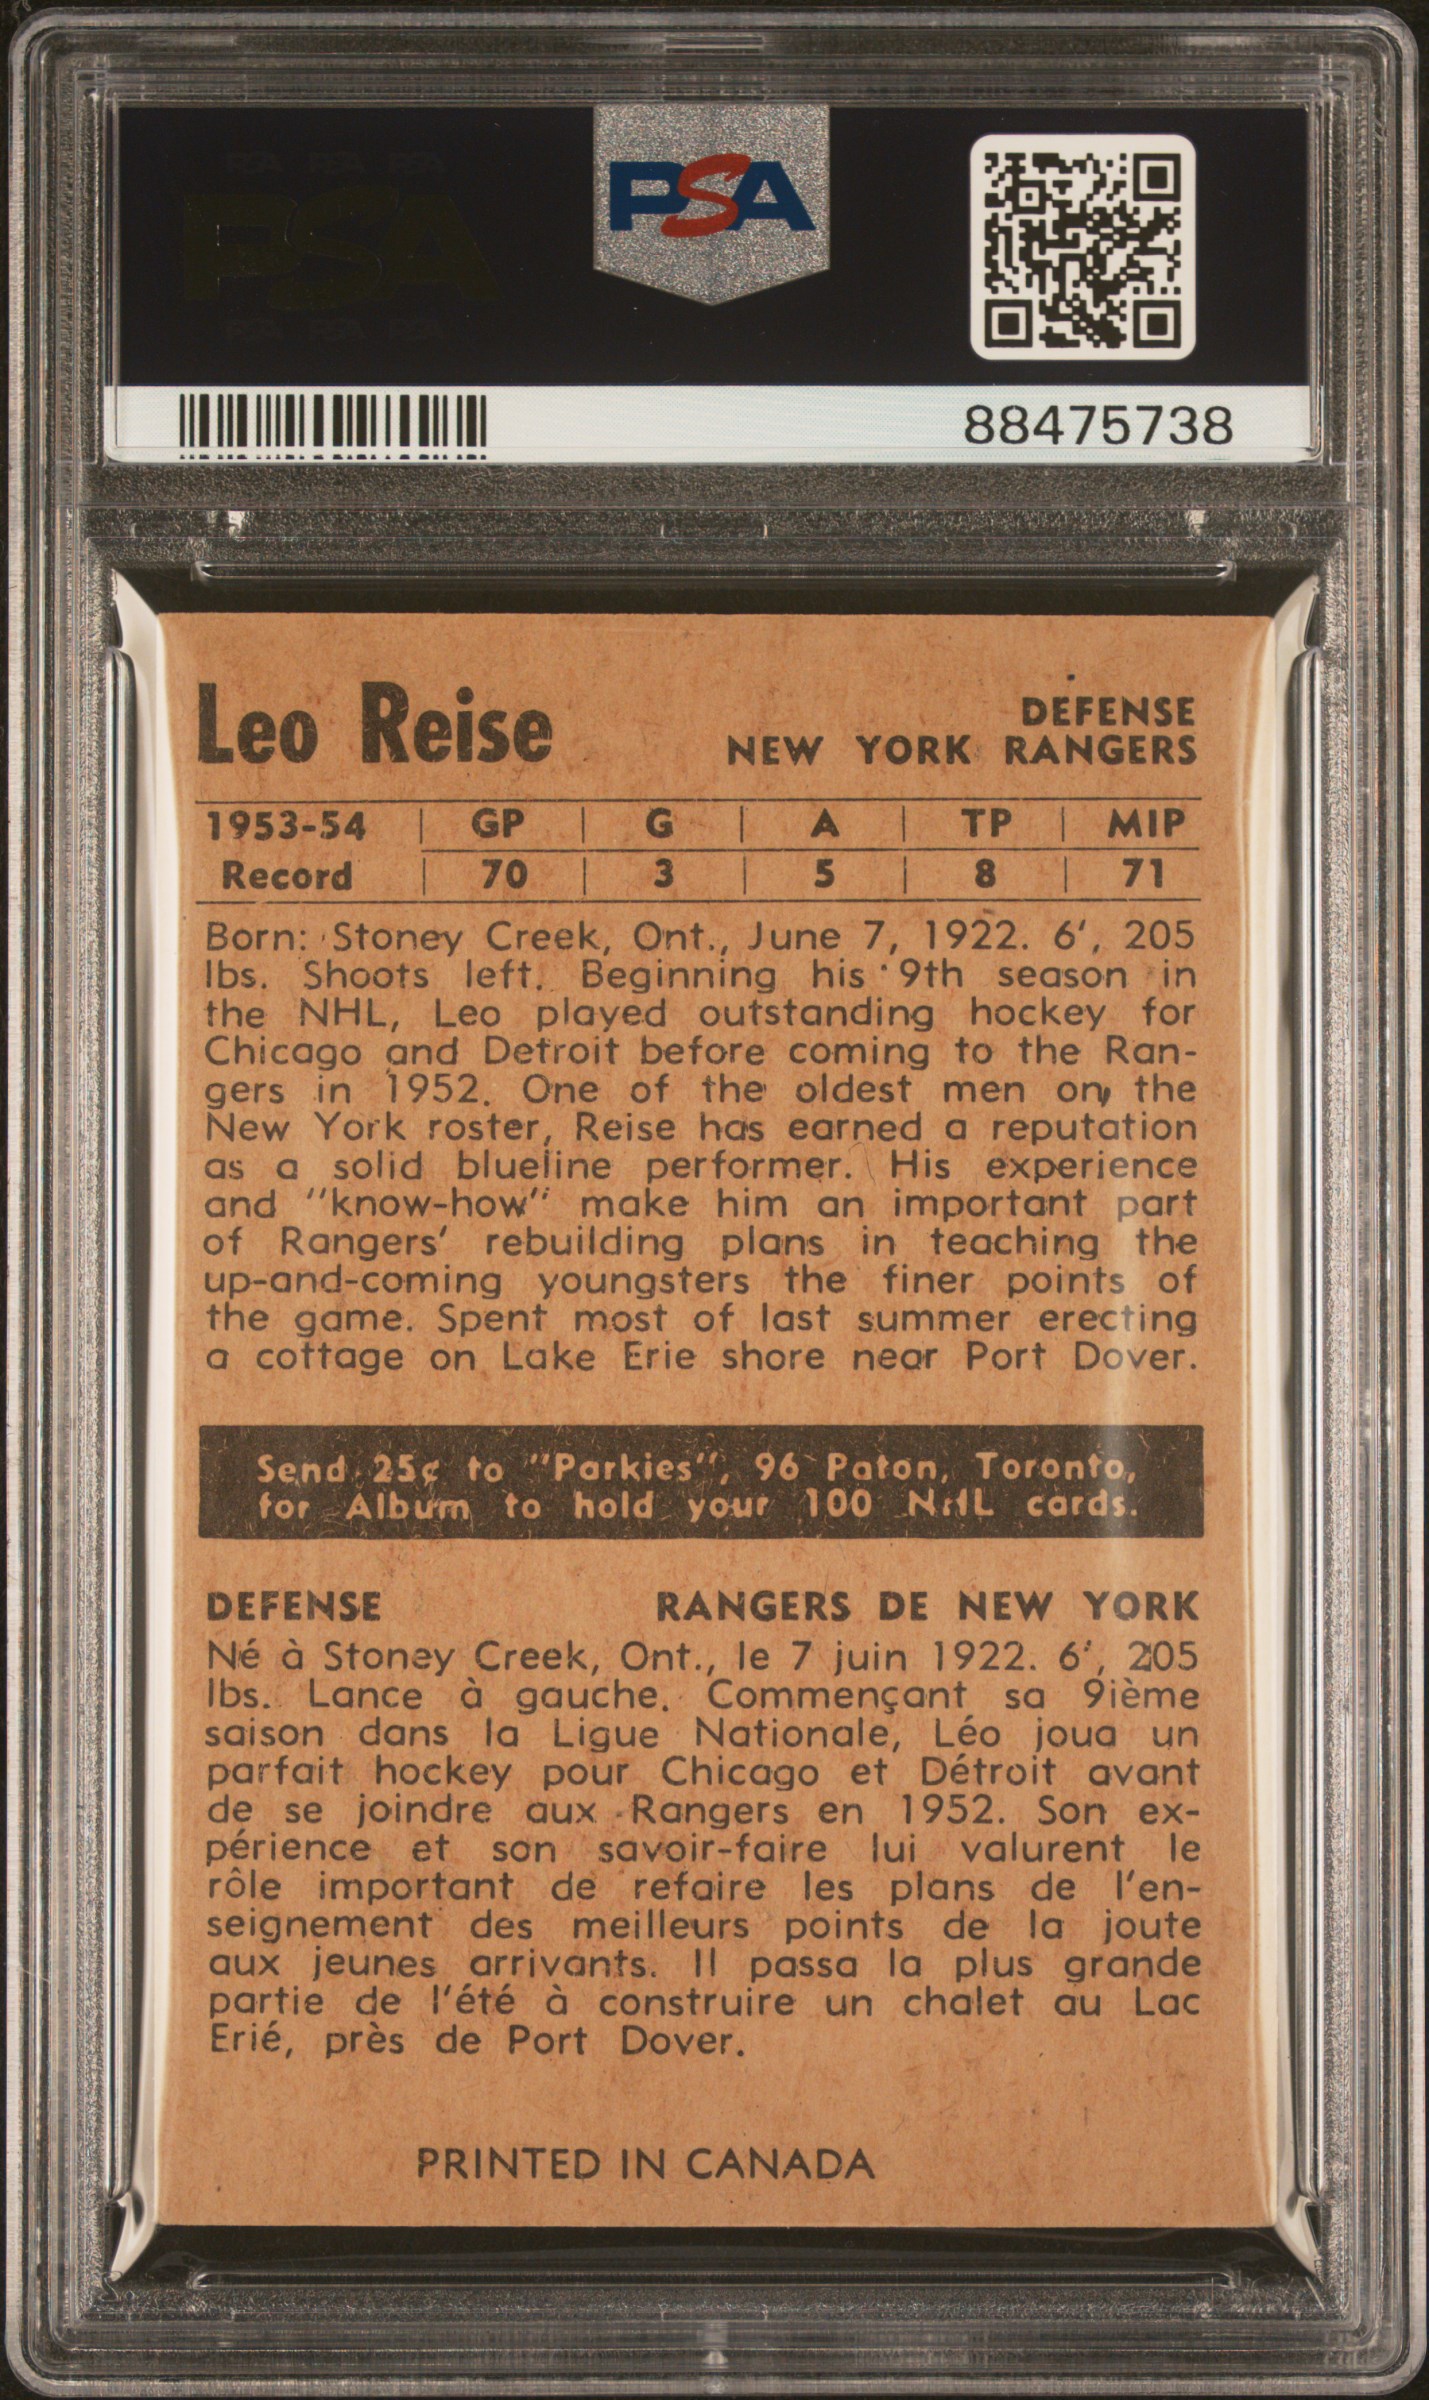 PSA
88475738
Leo Reise
DEFENSE
NEW YORK RANGERS
1953-54 | GP | G | A | TP | MIP
Record | 70 | 3 | 5 | 8 | 71
Born: Stoney Creek, Ont., June 7, 1922. 6', 205
lbs. Shoots left. Beginning his 9th season in
the NHL, Leo played outstanding hockey for
Chicago and Detroit before coming to the Ran-
gers in 1952. One of the oldest men on the
New York roster, Reise has earned a reputation
as a solid blueline performer. His experience
and "know-how" make him an important part
of Rangers' rebuilding plans in teaching the
up-and-coming youngsters the finer points of
the game. Spent most of last summer erecting
a cottage on Lake Erie shore near Port Dover.
Send 25¢ to "Parkies", 96 Paton, Toronto,
for Album to hold your 100 NHL cards.
DEFENSE RANGERS DE NEW YORK
Né à Stoney Creek, Ont., le 7 juin 1922. 6', 205
lbs. Lance à gauche. Commençant sa 9ième
saison dans la Ligue Nationale, Léo joua un
parfait hockey pour Chicago et Détroit avant
de se joindre aux Rangers en 1952. Son ex-
périence et son savoir-faire lui valurent le
rôle important de refaire les plans de l'en-
seignement des meilleurs points de la joute
aux jeunes arrivants. Il passa la plus grande
partie de l'été à construire un chalet au Lac
Erié, près de Port Dover.
PRINTED IN CANADA